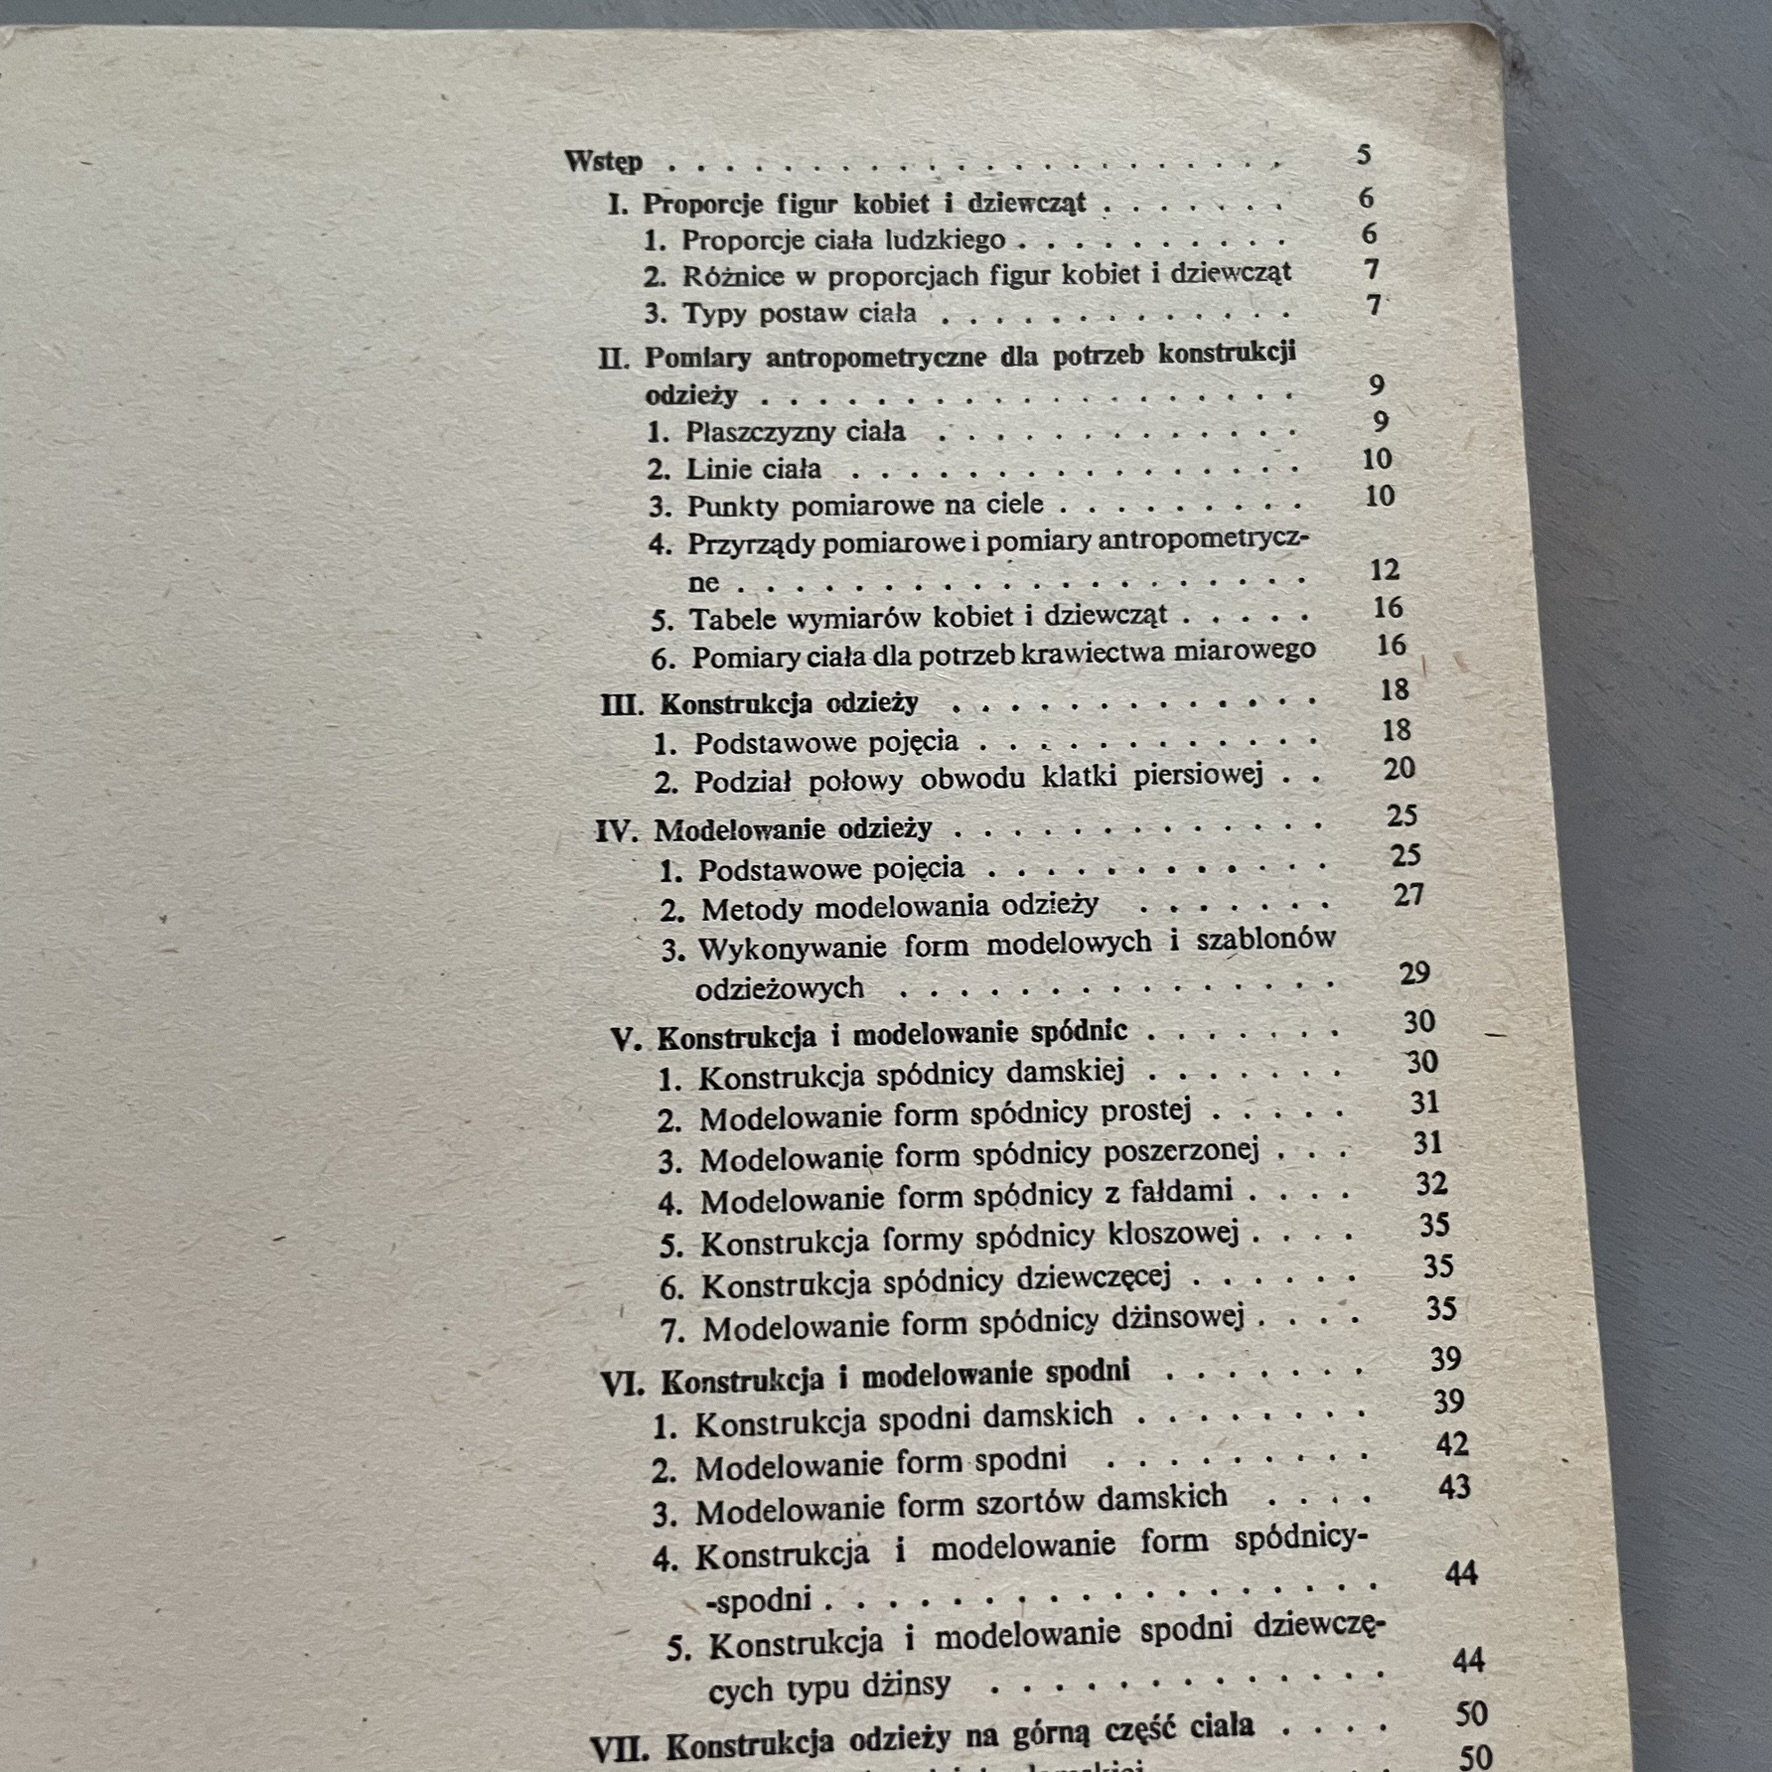 Wstęp . . . . . . . . . . . . . . . . . . . . . . 5
I. Proporcje figur kobiet i dziewcząt . . . . . . . 6
1. Proporcje ciała ludzkiego . . . . . . . . . . 6
2. Różnice w proporcjach figur kobiet i dziewcząt 7
3. Typy postaw ciała . . . . . . . . . . . . . 7
II. Pomiary antropometryczne dla potrzeb konstrukcji
odzieży . . . . . . . . . . . . . . . . . . . 9
1. Płaszczyzny ciała . . . . . . . . . . . . . 9
2. Linie ciała . . . . . . . . . . . . . . . . 10
3. Punkty pomiarowe na ciele . . . . . . . . . 10
4. Przyrządy pomiarowe i pomiary antropometrycz-
ne . . . . . . . . . . . . . . . . . . . . 12
5. Tabele wymiarów kobiet i dziewcząt . . . . . 16
6. Pomiary ciała dla potrzeb krawiectwa miarowego 16
III. Konstrukcja odzieży . . . . . . . . . . . . . 18
1. Podstawowe pojęcia . . . . . . . . . . . . 18
2. Podział połowy obwodu klatki piersiowej . . 20
IV. Modelowanie odzieży . . . . . . . . . . . . . 25
1. Podstawowe pojęcia . . . . . . . . . . . . 25
2. Metody modelowania odzieży . . . . . . . 27
3. Wykonywanie form modelowych i szablonów
odzieżowych . . . . . . . . . . . . . . . 29
V. Konstrukcja i modelowanie spódnic . . . . . . . 30
1. Konstrukcja spódnicy damskiej . . . . . . . 30
2. Modelowanie form spódnicy prostej . . . . . 31
3. Modelowanie form spódnicy poszerzonej . . . 31
4. Modelowanie form spódnicy z fałdami . . . . 32
5. Konstrukcja formy spódnicy kloszowej . . . . 35
6. Konstrukcja spódnicy dziewczęcej . . . . . . 35
7. Modelowanie form spódnicy dżinsowej . . . . 35
VI. Konstrukcja i modelowanie spodni . . . . . . . 39
1. Konstrukcja spodni damskich . . . . . . . . 39
2. Modelowanie form spodni . . . . . . . . . 42
3. Modelowanie form szortów damskich . . . . 43
4. Konstrukcja i modelowanie form spódnicy-
-spodni . . . . . . . . . . . . . . . . . . 44
5. Konstrukcja i modelowanie spodni dziewczę-
cych typu dżinsy . . . . . . . . . . . . . 44
VII. Konstrukcja odzieży na górną część ciała . . . . 50
damskiej 50